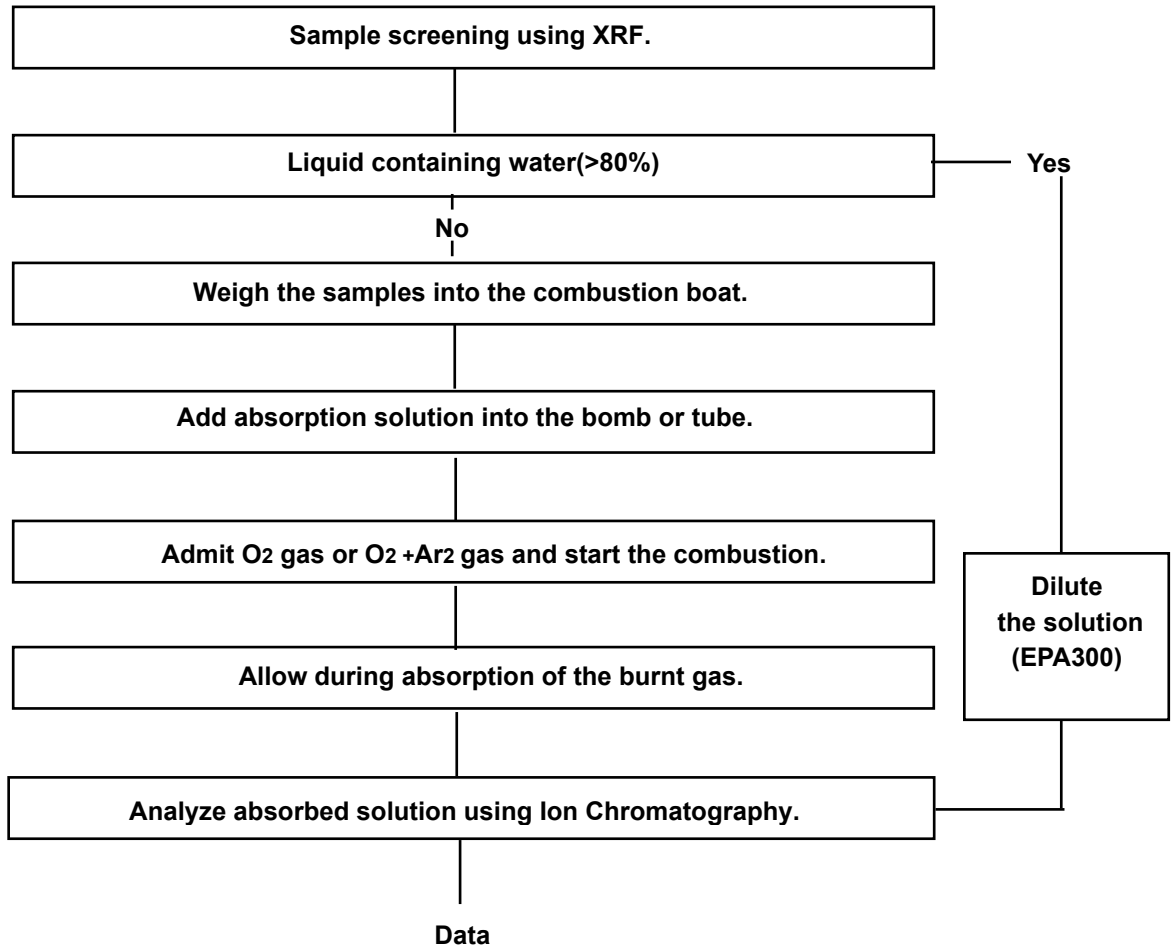 Sample screening using XRF.
Liquid containing water(>80%)
Yes
No
Weigh the samples into the combustion boat.
Add absorption solution into the bomb or tube.
Admit O2 gas or O2 +Ar2 gas and start the combustion.
Dilute
the solution
(EPA300)
Allow during absorption of the burnt gas.
Analyze absorbed solution using Ion Chromatography.
Data